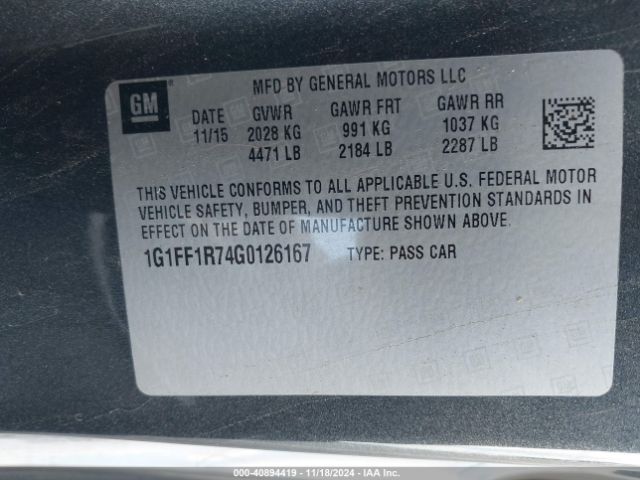 GM ®
MFD BY GENERAL MOTORS LLC
DATE GVWR GAWR FRT GAWR RR
11/15 2028 KG 991 KG 1037 KG
4471 LB 2184 LB 2287 LB
THIS VEHICLE CONFORMS TO ALL APPLICABLE U.S. FEDERAL MOTOR
VEHICLE SAFETY, BUMPER, AND THEFT PREVENTION STANDARDS IN
EFFECT ON THE DATE OF MANUFACTURE SHOWN ABOVE.
1G1FF1R74G0126167 TYPE: PASS CAR
000-40894419 - 11/18/2024 - IAA Inc.